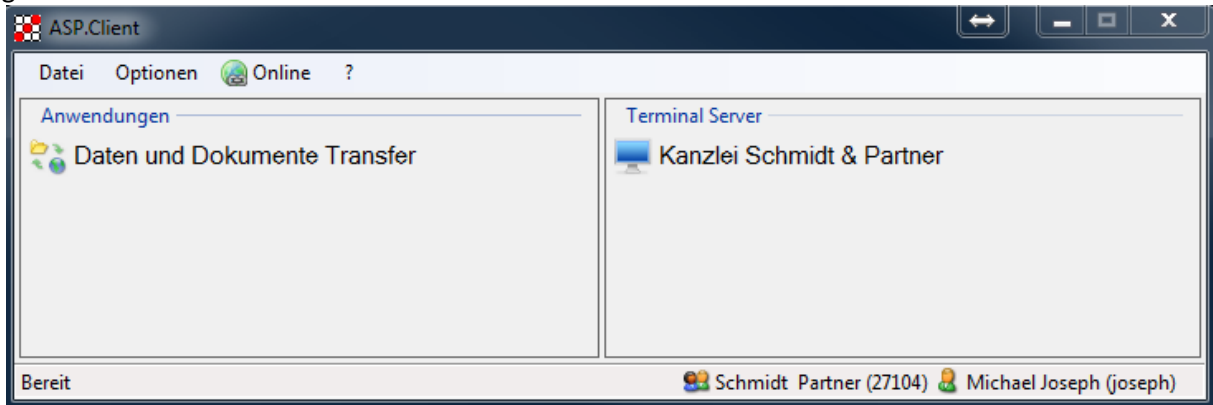 ASP.Client
Datei Optionen Online ?
Anwendungen
Daten und Dokumente Transfer
Terminal Server
Kanzlei Schmidt & Partner
Bereit
Schmidt Partner (27104) Michael Joseph (joseph)